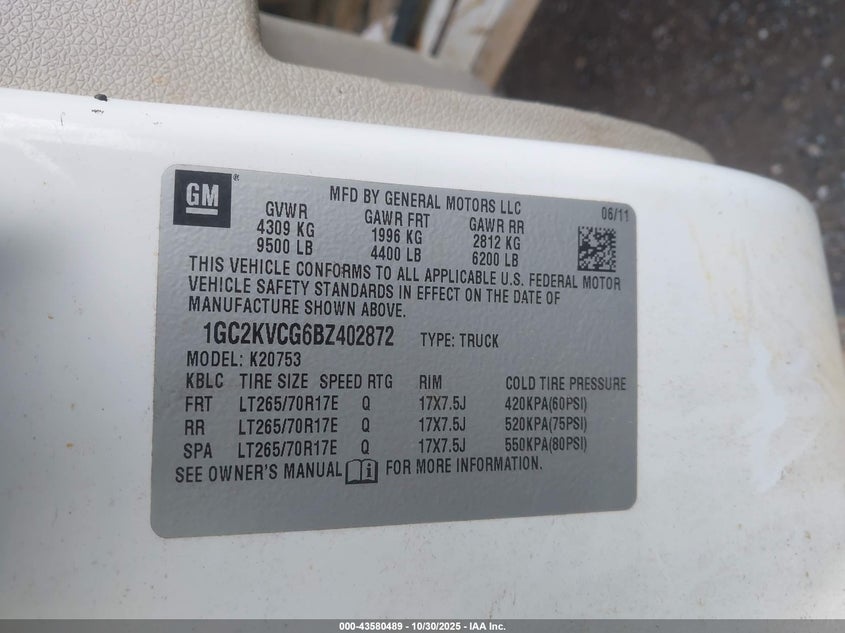 GM
MFD BY GENERAL MOTORS LLC
06/11
GVWR GAWR FRT GAWR RR
4309 KG 1996 KG 2812 KG
9500 LB 4400 LB 6200 LB
THIS VEHICLE CONFORMS TO ALL APPLICABLE U.S. FEDERAL MOTOR
VEHICLE SAFETY STANDARDS IN EFFECT ON THE DATE OF
MANUFACTURE SHOWN ABOVE.
1GC2KVCG6BZ402872 TYPE: TRUCK
MODEL: K20753
KBLC TIRE SIZE SPEED RTG RIM COLD TIRE PRESSURE
FRT LT265/70R17E Q 17X7.5J 420KPA(60PSI)
RR LT265/70R17E Q 17X7.5J 520KPA(75PSI)
SPA LT265/70R17E Q 17X7.5J 550KPA(80PSI)
SEE OWNER'S MANUAL FOR MORE INFORMATION.
000-43580489 - 10/30/2025 - IAA Inc.